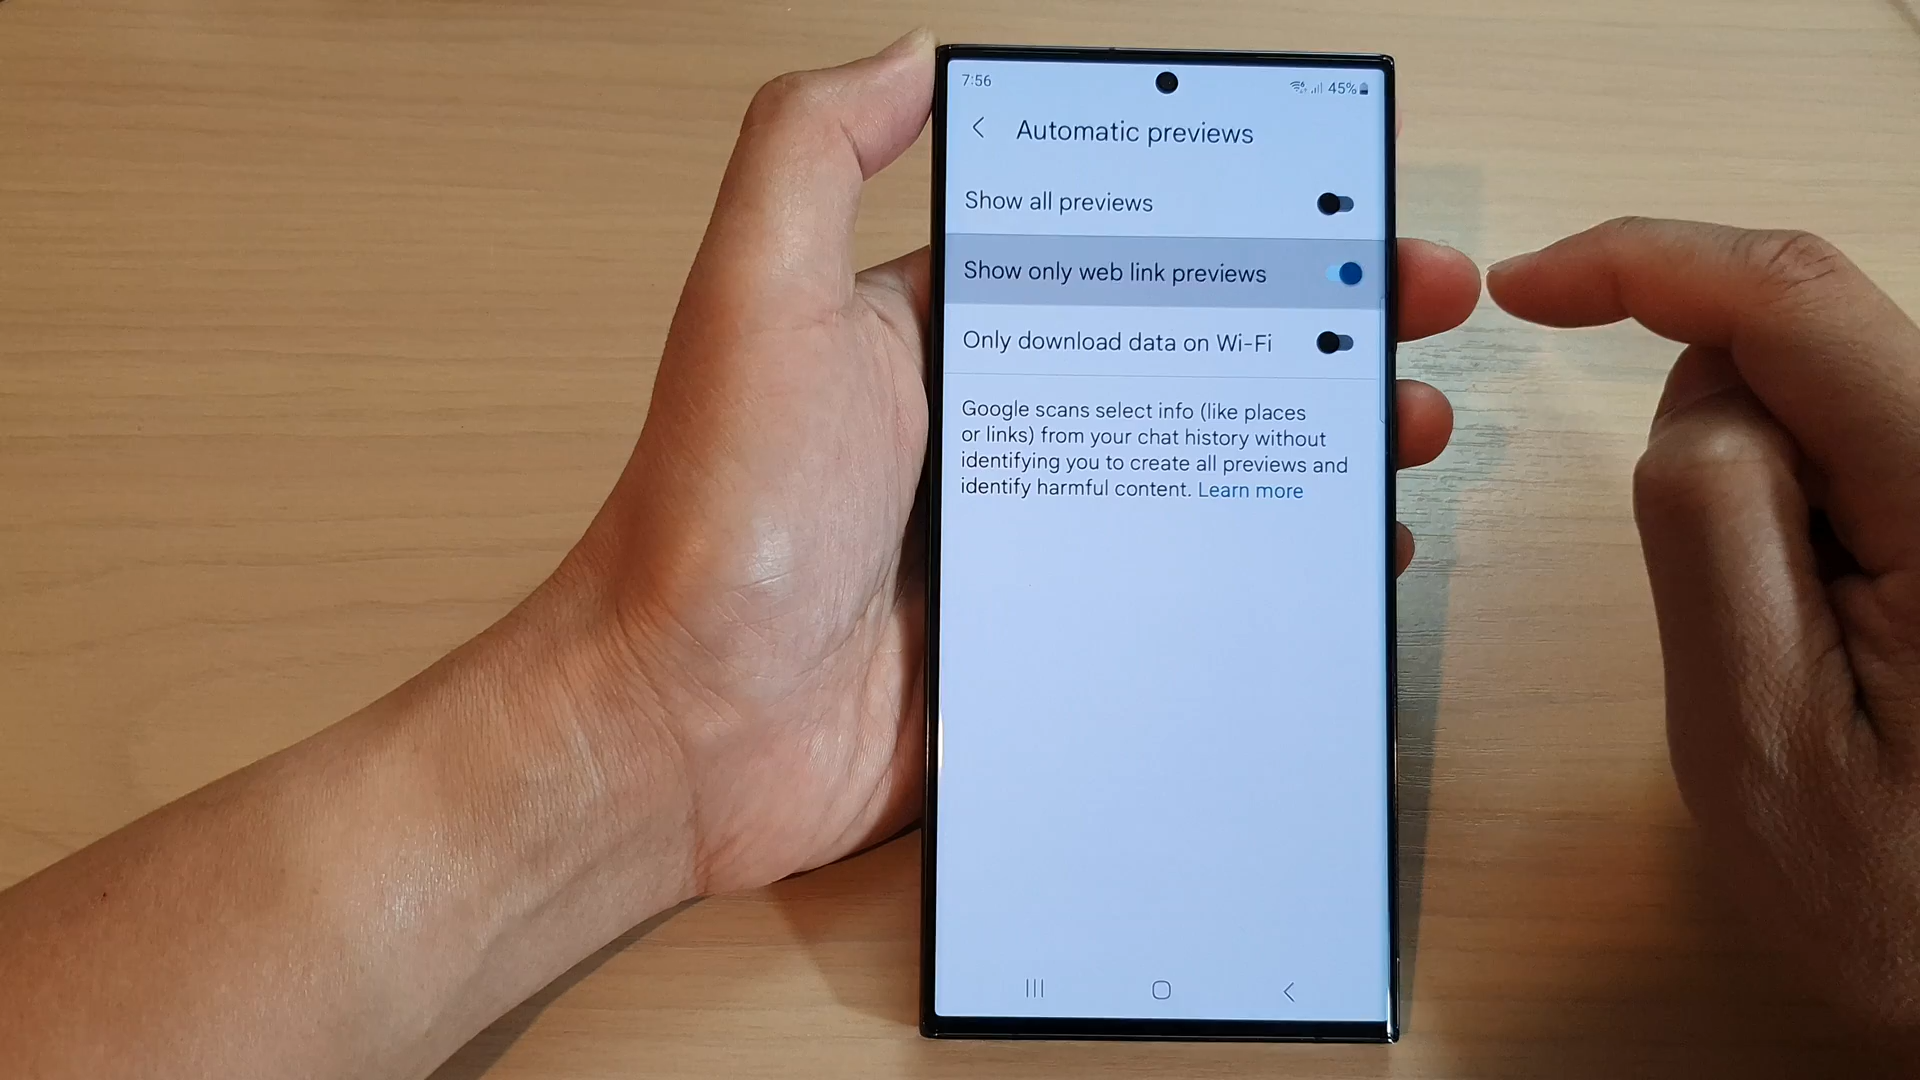 7:56
45%
Automatic previews
Show all previews
Show only web link previews
Only download data on Wi-Fi
Google scans select info (like places
or links) from your chat history without
identifying you to create all previews and
identify harmful content. Learn more